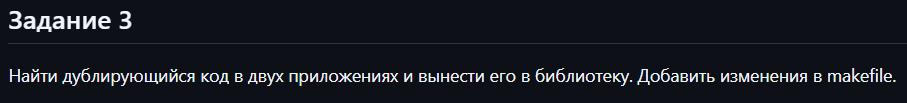 Задание 3
Найти дублирующийся код в двух приложениях и вынести его в библиотеку. Добавить изменения в makefile.